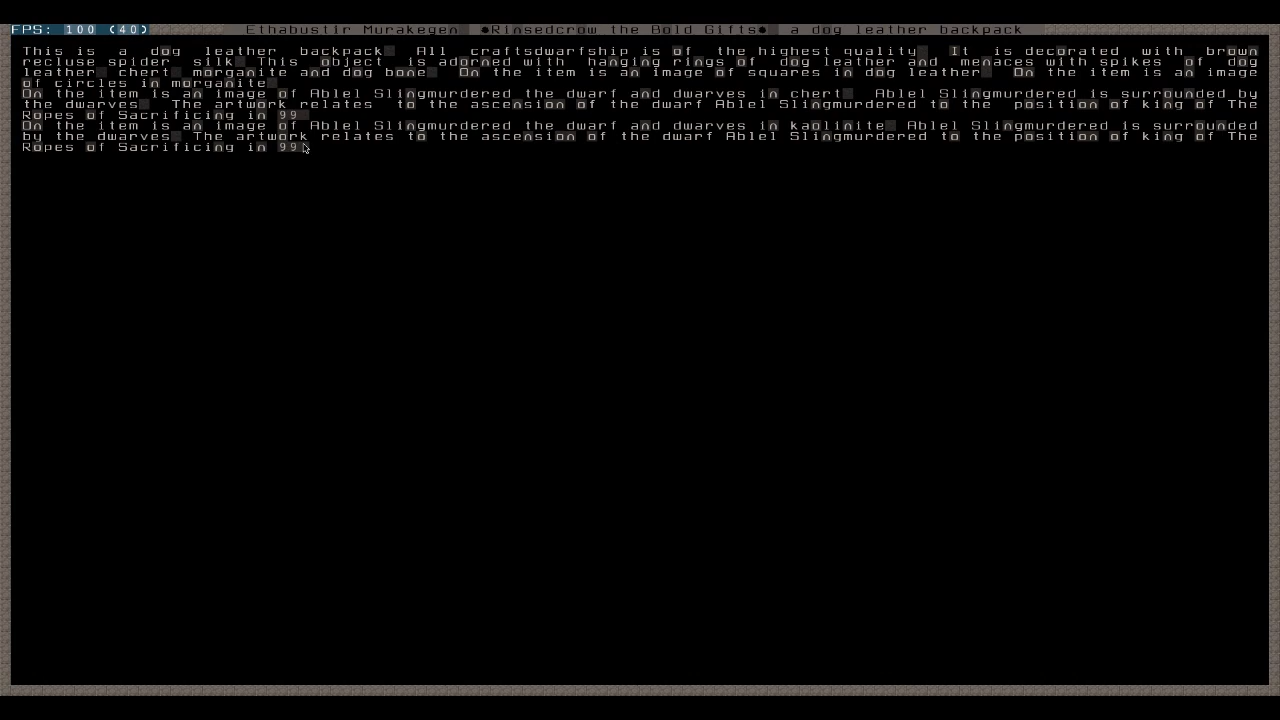 FPS: 100 (40) Ethabustir Murakegen ●Rinsedcrow the Bold Gifts● a dog leather backpack
This is a dog leather backpack. All craftsdwarfship is of the highest quality. It is decorated with brown
recluse spider silk. This object is adorned with hanging rings of dog leather and menaces with spikes of dog
leather, chert, morganite and dog bone. On the item is an image of squares in dog leather. On the item is an image
of circles in morganite.
On the item is an image of Ablel Slingmurdered the dwarf and dwarves in chert. Ablel Slingmurdered is surrounded by
the dwarves. The artwork relates to the ascension of the dwarf Ablel Slingmurdered to the position of king of The
Ropes of Sacrificing in 99.
On the item is an image of Ablel Slingmurdered the dwarf and dwarves in kaolinite. Ablel Slingmurdered is surrounded
by the dwarves. The artwork relates to the ascension of the dwarf Ablel Slingmurdered to the position of king of The
Ropes of Sacrificing in 99.